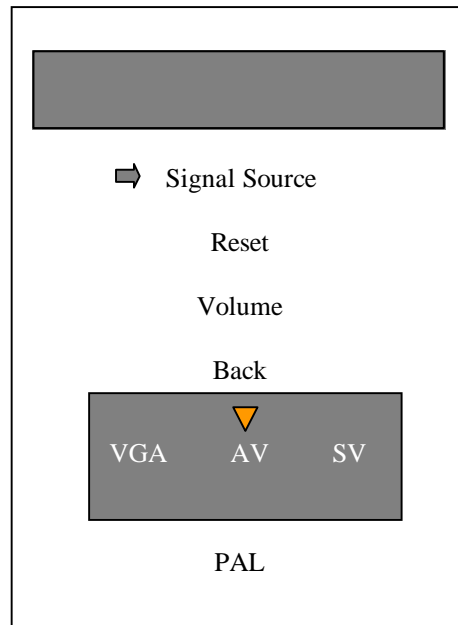 Signal Source
Reset
Volume
Back
VGA AV SV
PAL